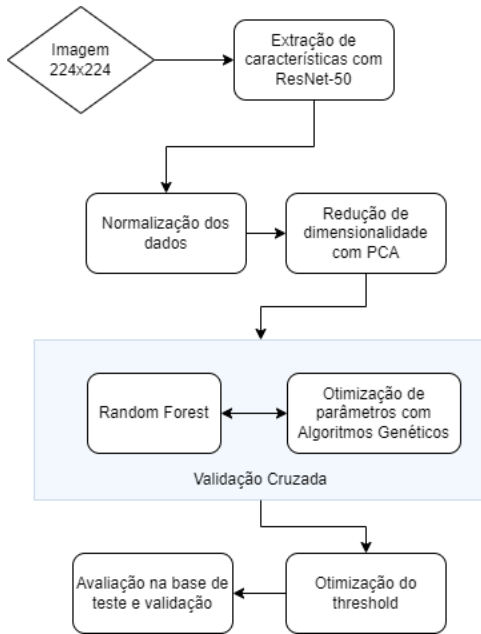 Imagem
224x224
Extração de
características com
ResNet-50
Normalização dos
dados
Redução de
dimensionalidade
com PCA
Random Forest
Otimização de
parâmetros com
Algoritmos Genéticos
Validação Cruzada
Avaliação na base de
teste e validação
Otimização do
threshold